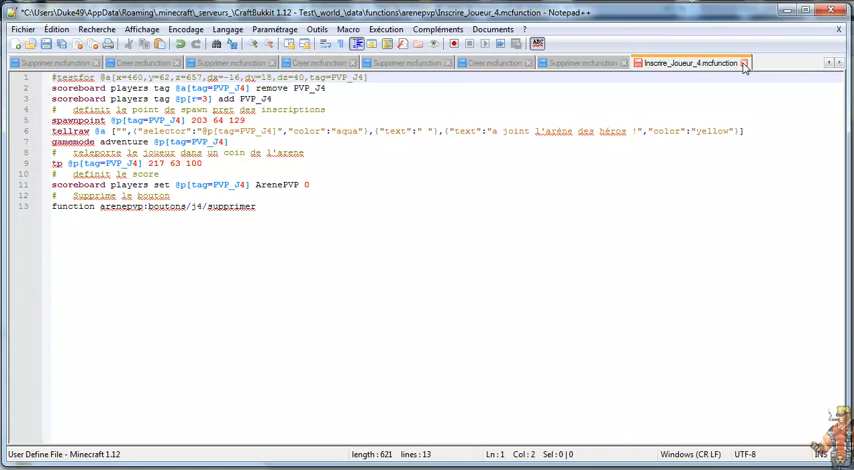 *C:\Users\Duke49\AppData\Roaming\.minecraft\_serveurs_\CraftBukkit 1.12 - Test\_world_\data\functions\arenepvp\Inscrire_Joueur_4.mcfunction - Notepad++
Fichier Édition Recherche Affichage Encodage Langage Paramétrage Outils Macro Exécution Compléments Documents ? X
Supprimer.mcfunction Creer.mcfunction Supprimer.mcfunction Creer.mcfunction Supprimer.mcfunction Creer.mcfunction Supprimer.mcfunction Inscrire_Joueur_4.mcfunction
1 #testfor @a[x=460,y=62,z=657,dx=-16,dy=18,dz=40,tag=PVP_J4]
2 scoreboard players tag @a[tag=PVP_J4] remove PVP_J4
3 scoreboard players tag @p[r=3] add PVP_J4
4 # definit le point de spawn pret des inscriptions
5 spawnpoint @p[tag=PVP_J4] 203 64 129
6 tellraw @a ["",{"selector":"@p[tag=PVP_J4]","color":"aqua"},{"text":" "},{"text":"a joint l'aréne des héros !","color":"yellow"}]
7 gamemode adventure @p[tag=PVP_J4]
8 # teleporte le joueur dans un coin de l'arene
9 tp @p[tag=PVP_J4] 217 63 100
10 # definit le score
11 scoreboard players set @p[tag=PVP_J4] ArenePVP 0
12 # Supprime le bouton
13 function arenepvp:boutons/j4/supprimer
User Define File - Minecraft 1.12 length : 621 lines : 13 Ln : 1 Col : 2 Sel : 0 | 0 Windows (CR LF) UTF-8 INS